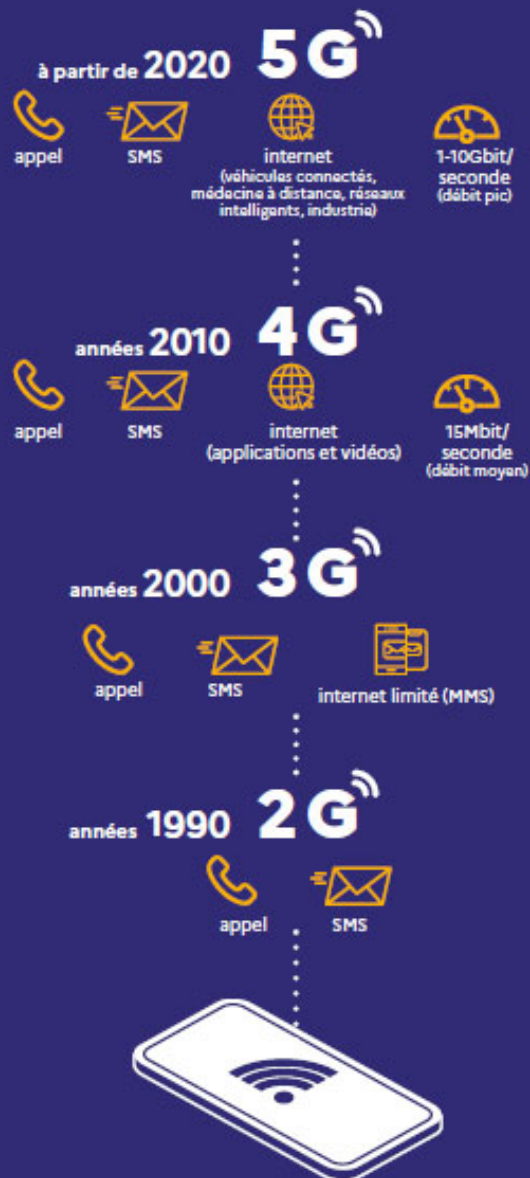 à partir de 2020 5G
appel
SMS
internet
(véhicules connectés,
médecine à distance, réseaux
intelligents, industrie)
1-10Gbit/
seconde
(débit pic)
années 2010 4G
appel
SMS
internet
(applications et vidéos)
15Mbit/
seconde
(débit moyen)
années 2000 3G
appel
SMS
internet limité (MMS)
années 1990 2G
appel
SMS